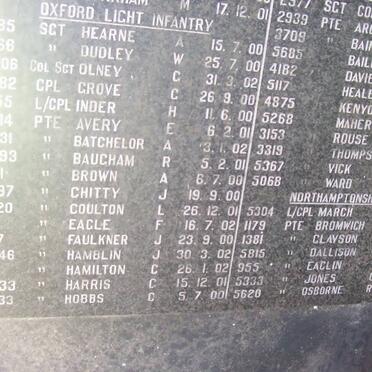 M 17. 12. 01
OXFORD LIGHT INFANTRY
SGT HEARNE A 15. 7. 00
" DUDLEY W 25. 7. 00
Col Sgt OLNEY G 31. 3. 02
CPL GROVE C 26. 9. 00
L/CPL INDER H 11. 6. 00
PTE AVERY E 6. 2. 01
" BATCHELOR A 3. 1. 02
" BAUCHAM R 5. 2. 01
" BROWN A 6. 7. 00
" CHITTY J 19. 9. 00
" COULTON L 26. 12. 01
" EAGLE F 16. 7. 02
" FAULKNER J 23. 9. 00
" HAMBLIN J 30. 3. 02
" HAMILTON C 26. 1. 02
" HARRIS C 15. 12. 01
" HOBBS C 5. 7. 00
2939 PTE
3709 "
5685 "
4182 "
5117 "
4875 " KENYO
5268 " MAHER
3153 " ROUSE
3319 " THOMPS
5367 " VICK
5068 " WARD
NORTHAMPTONSH
5304 L/CPL MARCH
1179 PTE BROMWICH
1381 " CLAYSON
5815 " DALLISON
955 " EAGLIN
5333 " JONES
5620 " OSBORNE R